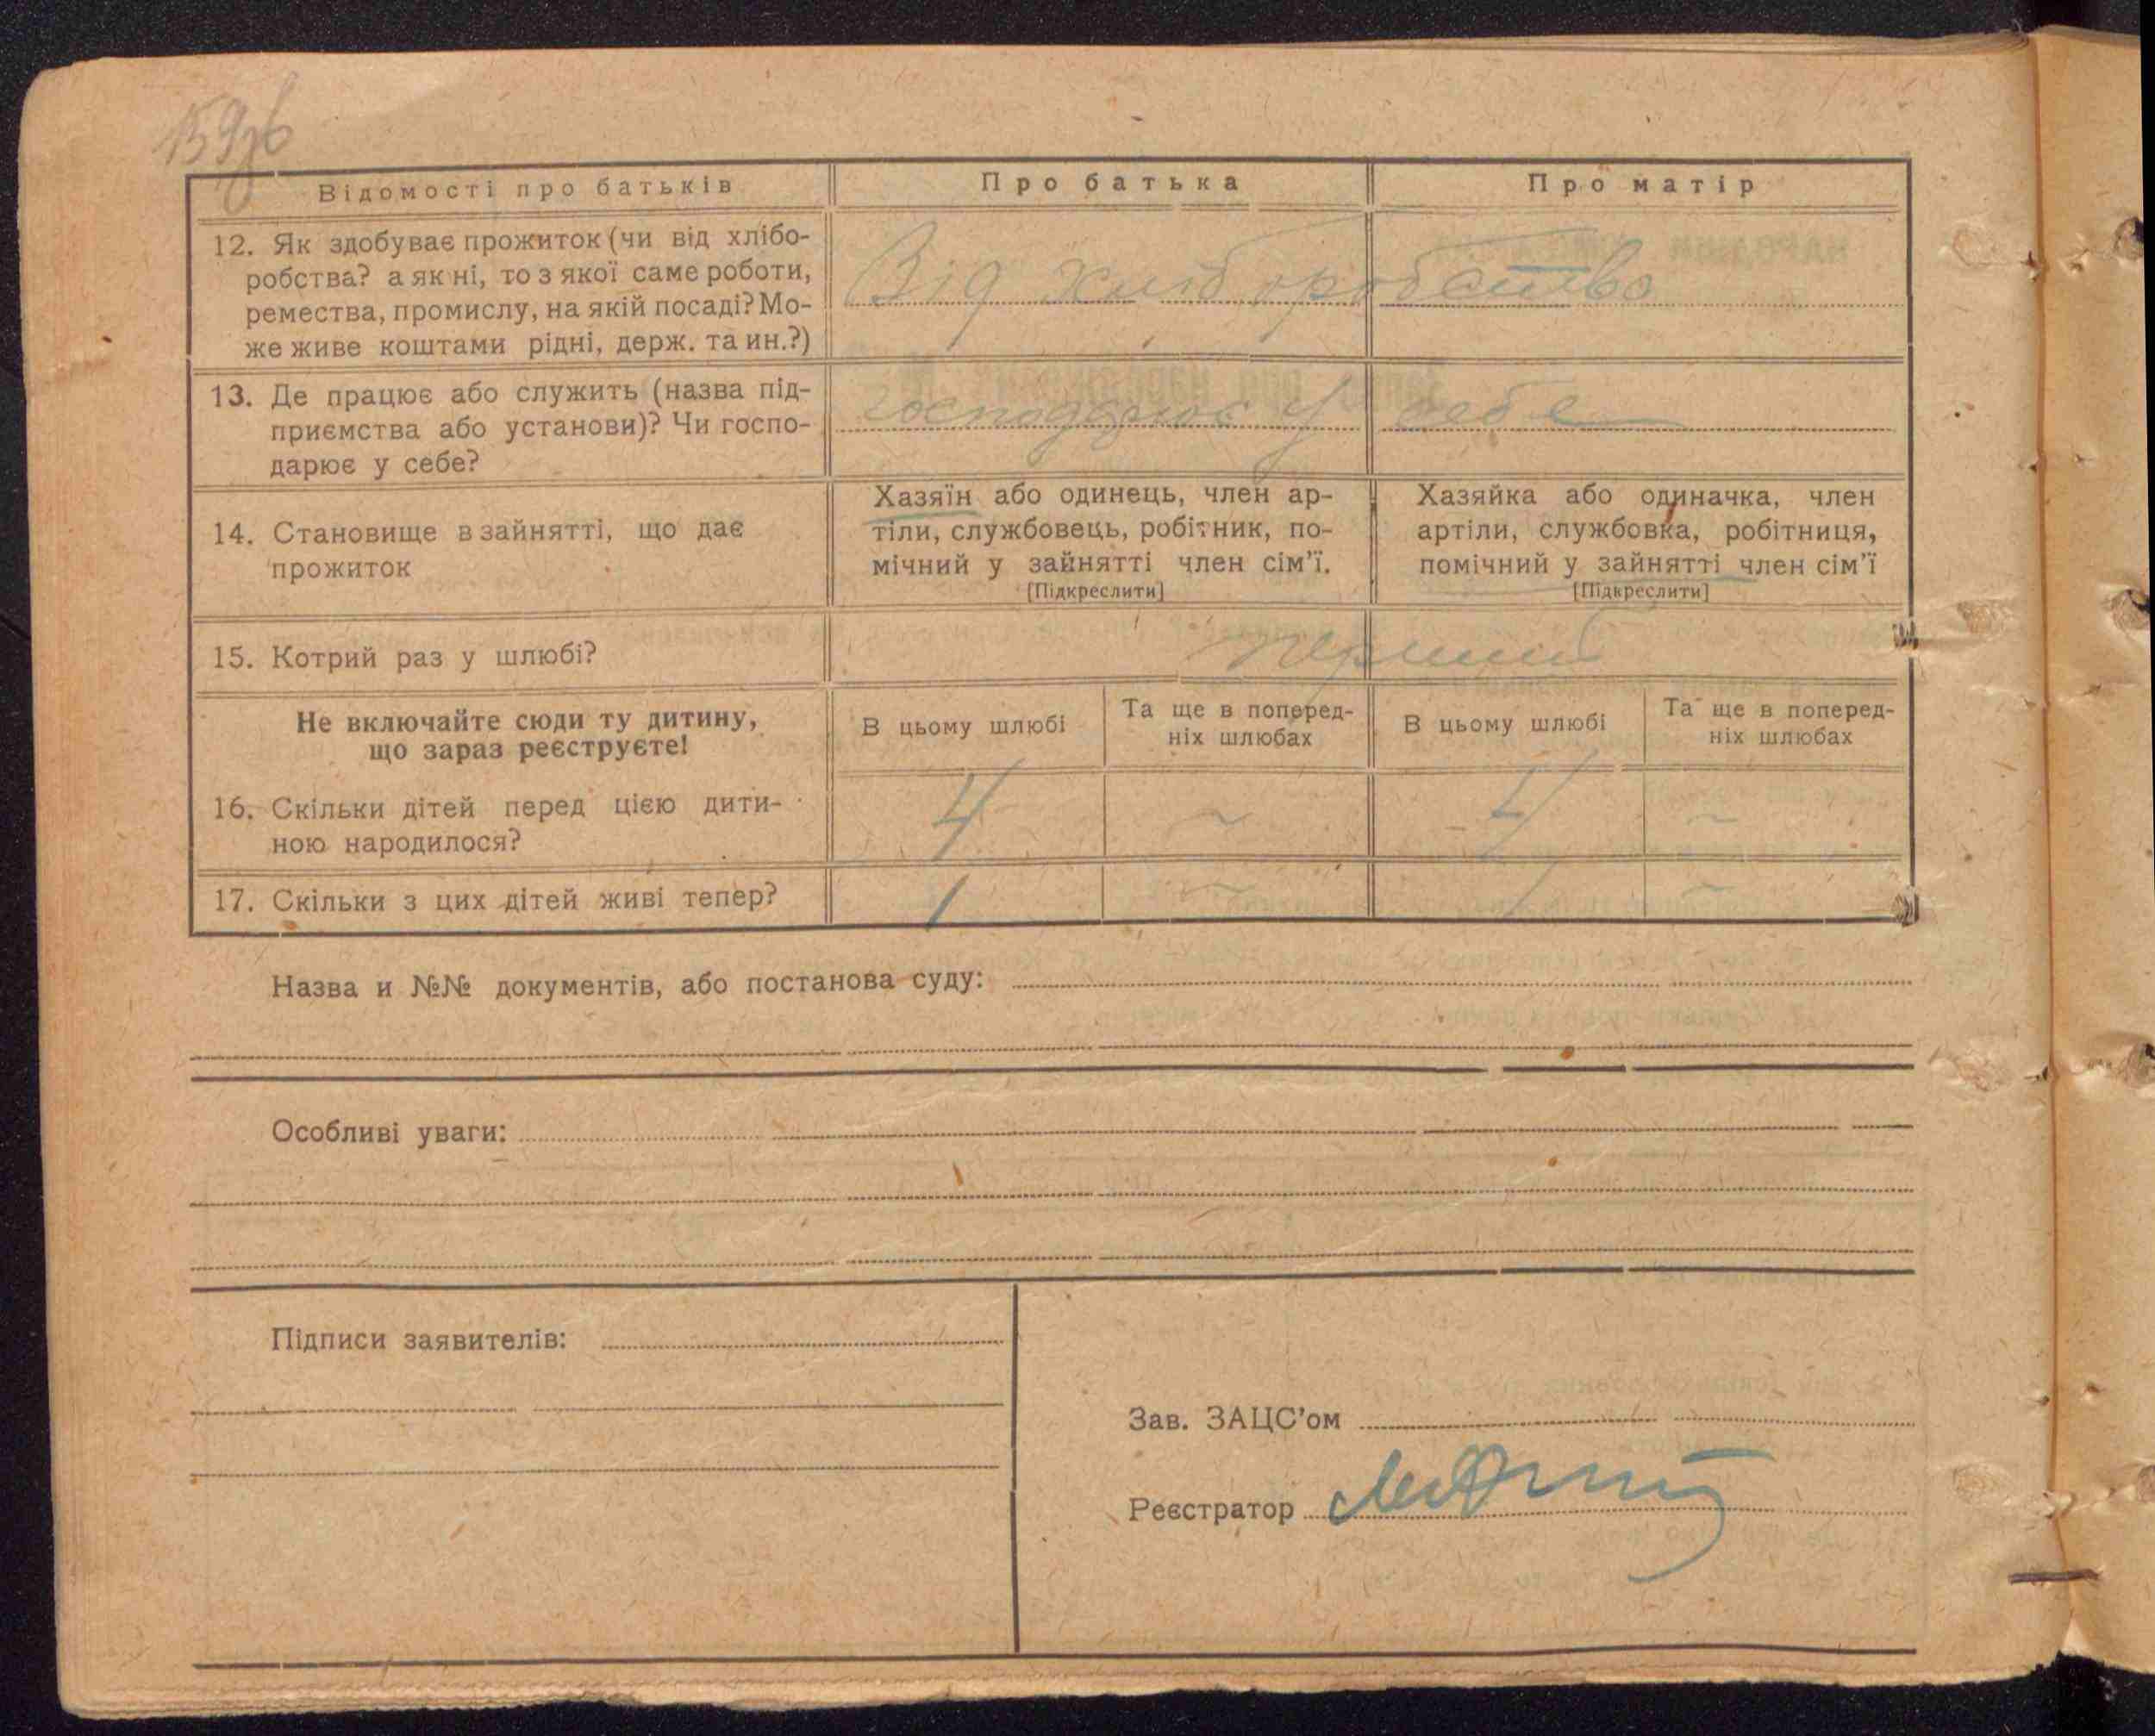 Відомості про батьків
Про батька
Про матір
12. Як здобуває прожиток (чи від хлібо-
робства? а як ні, то з якої саме роботи,
ремества, промислу, на якій посаді? Мо-
же живе коштами рідні, держ. та ин.?)
Від хліборобства
13. Де працює або служить (назва під-
приємства або установи)? Чи госпо-
дарює у себе?
господарює у себе
14. Становище в зайнятті, що дає
прожиток
Хазяїн або одинець, член ар-
тіли, службовець, робітник, по-
мічний у зайнятті член сім'ї.
[Підкреслити]
Хазяйка або одиначка, член
артіли, службовка, робітниця,
помічний у зайнятті член сім'ї
[Підкреслити]
15. Котрий раз у шлюбі?
перший
Не включайте сюди ту дитину,
що зараз реєструєте!
В цьому шлюбі
Та ще в поперед-
ніх шлюбах
В цьому шлюбі
Та ще в поперед-
ніх шлюбах
16. Скільки дітей перед цією дити-
ною народилося?
4 ~ 4 ~
17. Скільки з цих дітей живі тепер?
1 ~ 1 ~
Назва и №№ документів, або постанова суду:
Особливі уваги:
Підписи заявителів:
Зав. ЗАЦС'ом
Реєстратор